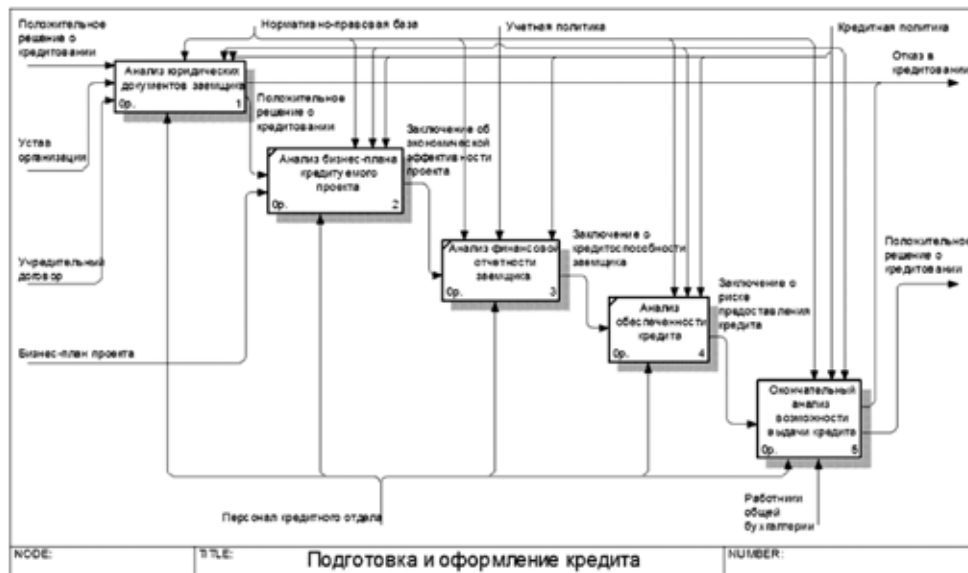 Положительное
решение о
кредитовании
Нормативно-правовая база
Учетная политика
Кредитная политика
Отказ в
кредитовании
Анализ юридических
документов заемщика
0р. 1
Устав
организации
Положительное
решение о
кредитовании
Заключение об
экономической
эффективности
проекта
Анализ бизнес-плана
кредитуемого
проекта
0р. 2
Учредительный
договор
Анализ финансовой
отчетности
заемщика
0р. 3
Заключение о
кредитоспособности
заемщика
Положительное
решение о
кредитовании
Бизнес-план проекта
Анализ
обеспеченности
кредита
0р. 4
Заключение о
риске
предоставления
кредита
Окончательный
анализ
возможности
выдачи кредита
0р. 5
Персонал кредитного отдела
Работники
общей
бухгалтерии
NODE:
TITLE:
Подготовка и оформление кредита
NUMBER: